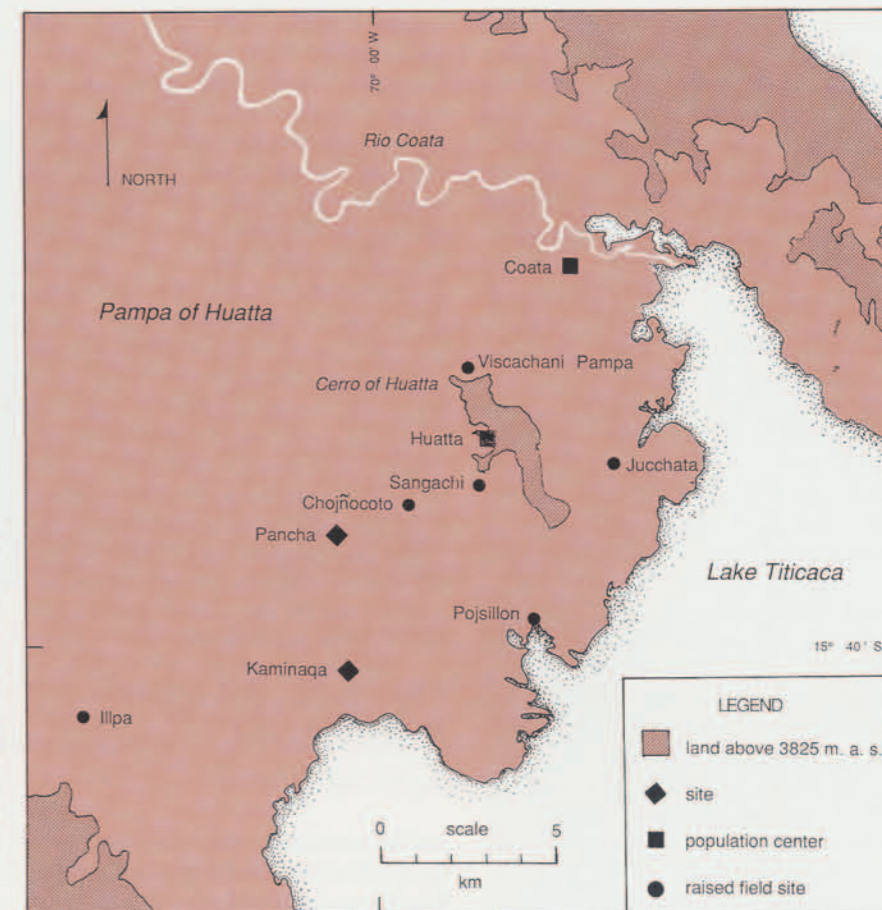 70° 00' W
Rio Coata
NORTH
Coata
Pampa of Huatta
Viscachani Pampa
Cerro of Huatta
Huatta
Jucchata
Sangachi
Chojñocoto
Pancha
Lake Titicaca
Pojsillon
15° 40' S
Kaminaqa
Illpa
LEGEND
land above 3825 m. a. s.
site
0 scale 5
km
population center
raised field site